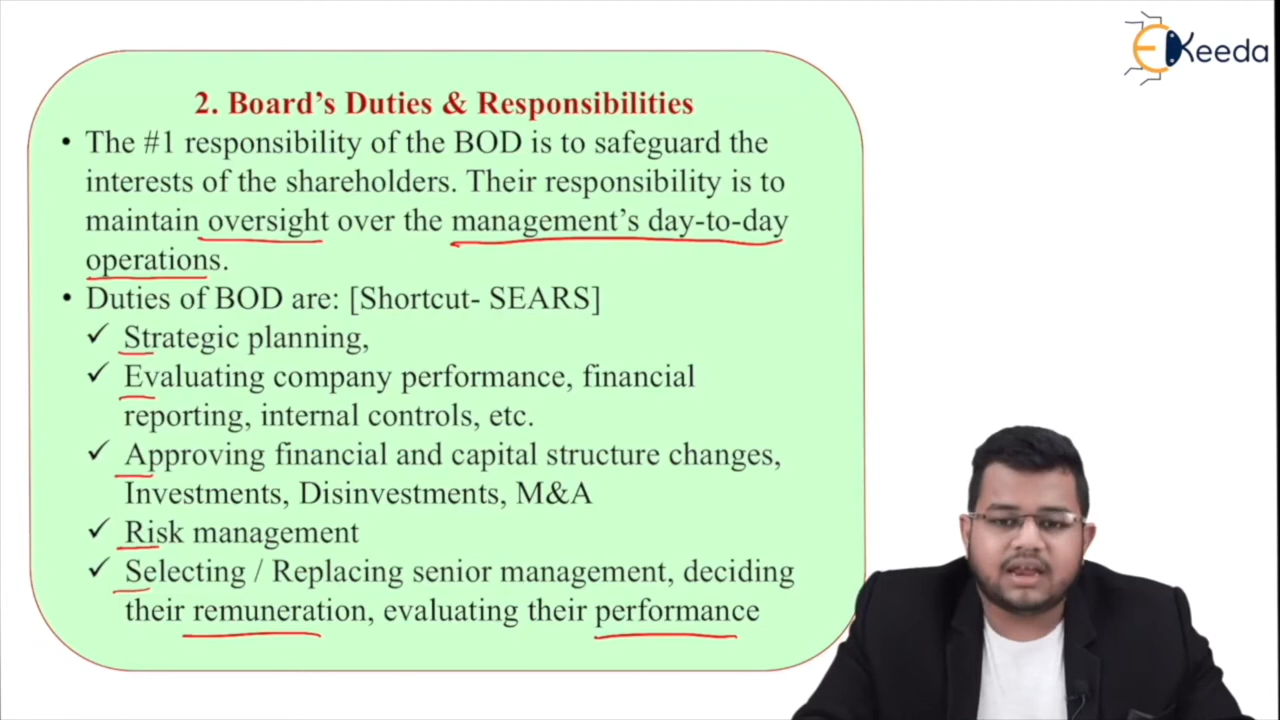 EKeeda
2. Board's Duties & Responsibilities
• The #1 responsibility of the BOD is to safeguard the
interests of the shareholders. Their responsibility is to
maintain oversight over the management's day-to-day
operations.
• Duties of BOD are: [Shortcut- SEARS]
✓ Strategic planning,
✓ Evaluating company performance, financial
reporting, internal controls, etc.
✓ Approving financial and capital structure changes,
Investments, Disinvestments, M&A
✓ Risk management
✓ Selecting / Replacing senior management, deciding
their remuneration, evaluating their performance